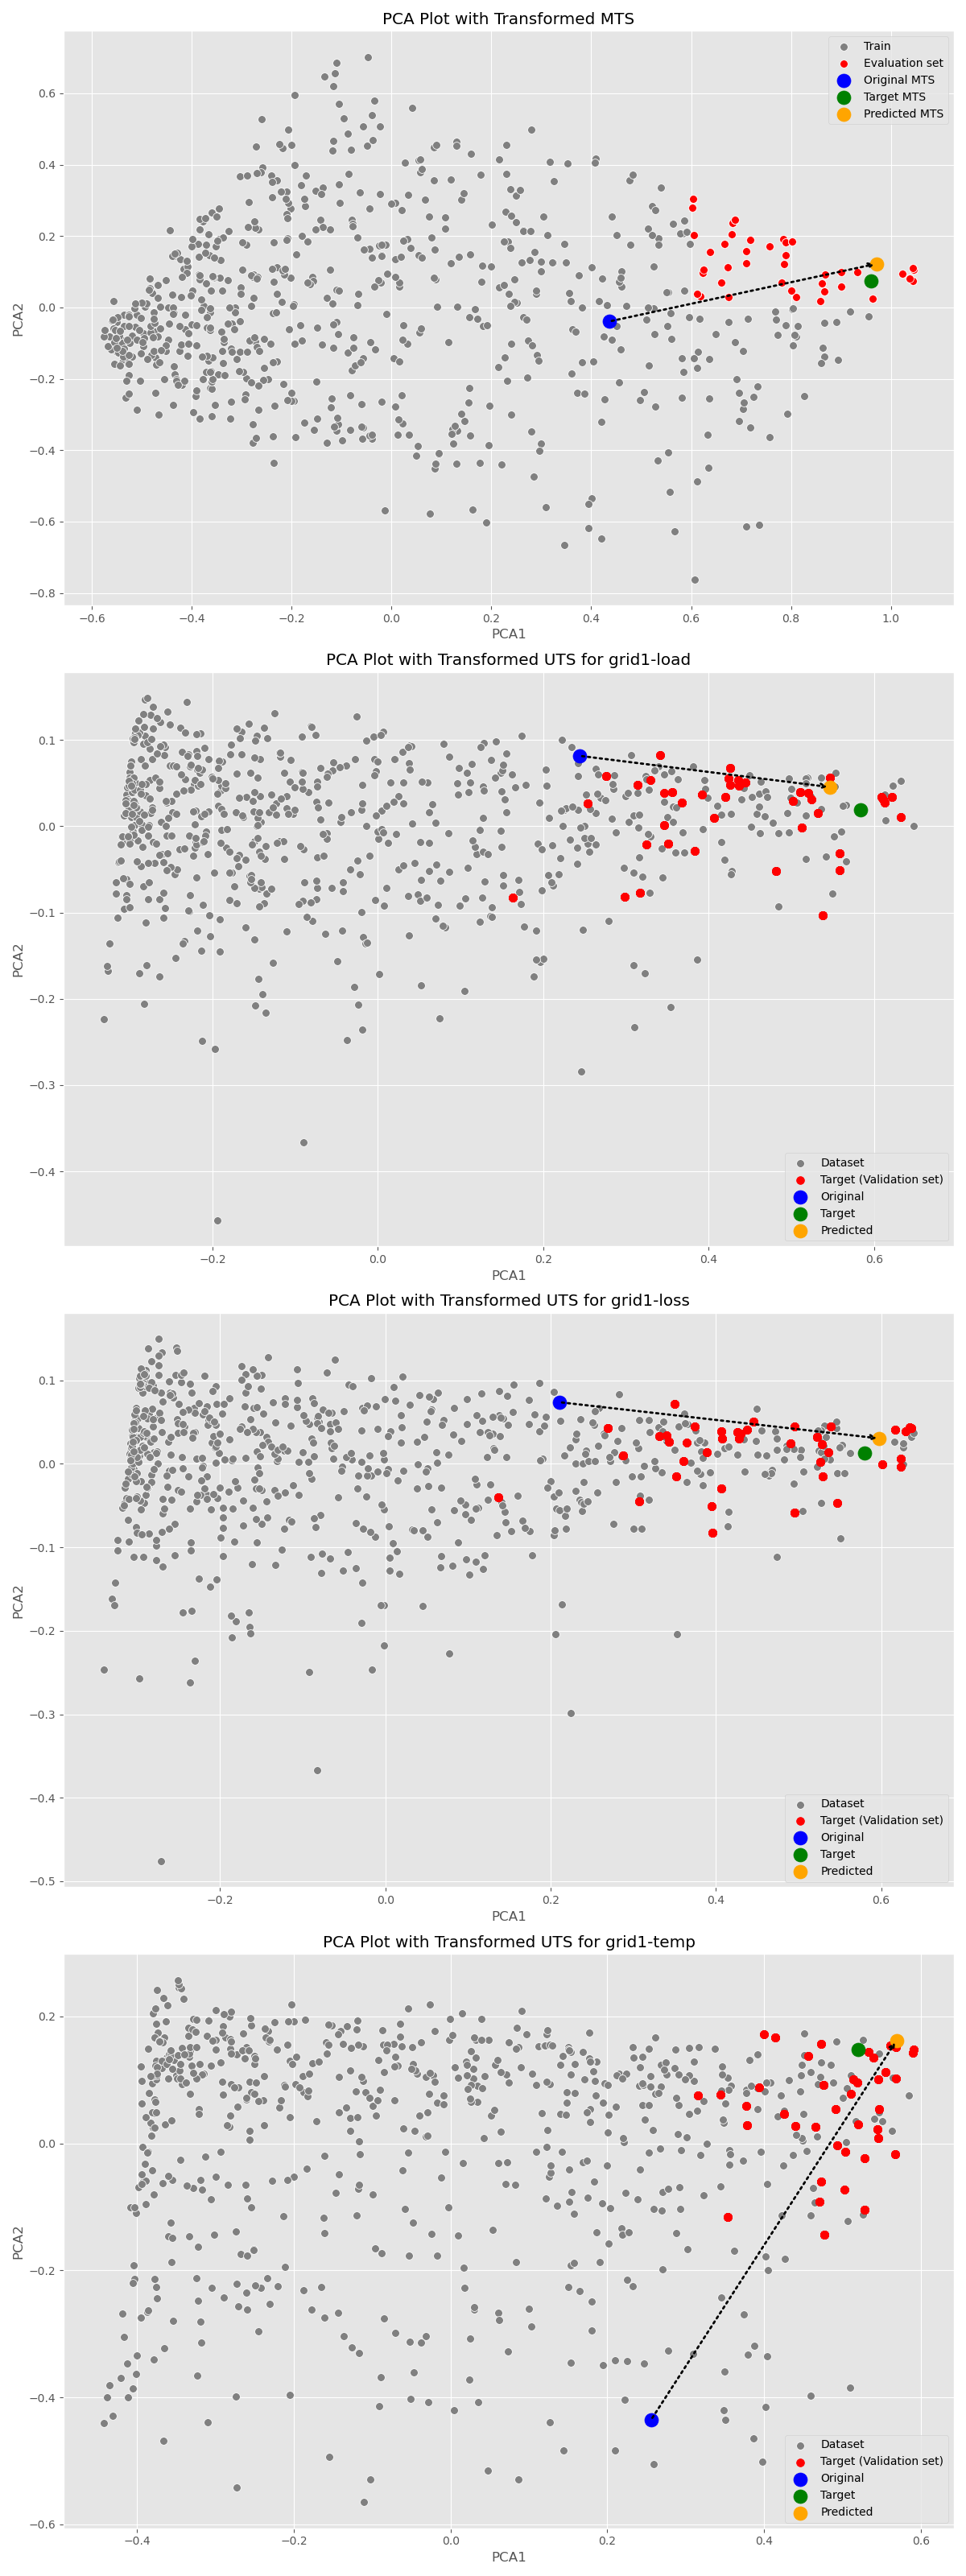 PCA Plot with Transformed MTS
Train
Evaluation set
Original MTS
Target MTS
Predicted MTS
0.6
0.4
0.2
0.0
−0.2
−0.4
−0.6
−0.8
PCA2
−0.6
−0.4
−0.2
0.0
0.2
0.4
0.6
0.8
1.0
PCA1
PCA Plot with Transformed UTS for grid1-load
0.1
0.0
−0.1
−0.2
−0.3
−0.4
PCA2
Dataset
Target (Validation set)
Original
Target
Predicted
−0.2
0.0
0.2
0.4
0.6
PCA1
PCA Plot with Transformed UTS for grid1-loss
0.1
0.0
−0.1
−0.2
−0.3
−0.4
−0.5
PCA2
Dataset
Target (Validation set)
Original
Target
Predicted
−0.2
0.0
0.2
0.4
0.6
PCA1
PCA Plot with Transformed UTS for grid1-temp
0.2
0.0
−0.2
−0.4
−0.6
PCA2
Dataset
Target (Validation set)
Original
Target
Predicted
−0.4
−0.2
0.0
0.2
0.4
0.6
PCA1